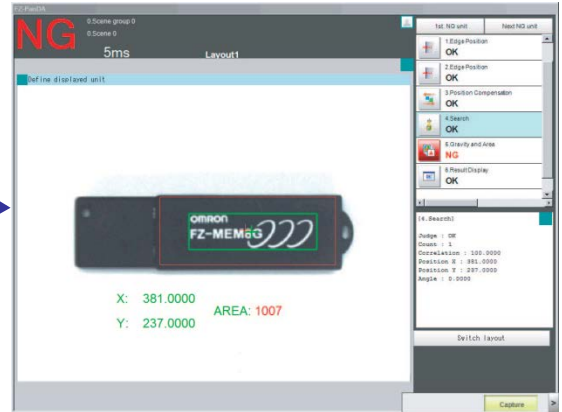 FZ-PanDA
NG
0.Scene group 0
0.Scene 0
5ms
Layout1
Define displayed unit
OMRON
FZ-MEM8G
X: 381.0000
Y: 237.0000
AREA: 1007
1st. NG unit
Next NG unit
1.Edge Position
OK
2.Edge Position
OK
3.Position Compensation
OK
4.Search
OK
5.Gravity and Area
NG
6.Result Display
OK
[4.Search]
Judge : OK
Count : 1
Correlation : 100.0000
Position X : 381.0000
Position Y : 237.0000
Angle : 0.0000
Switch layout
Capture
>